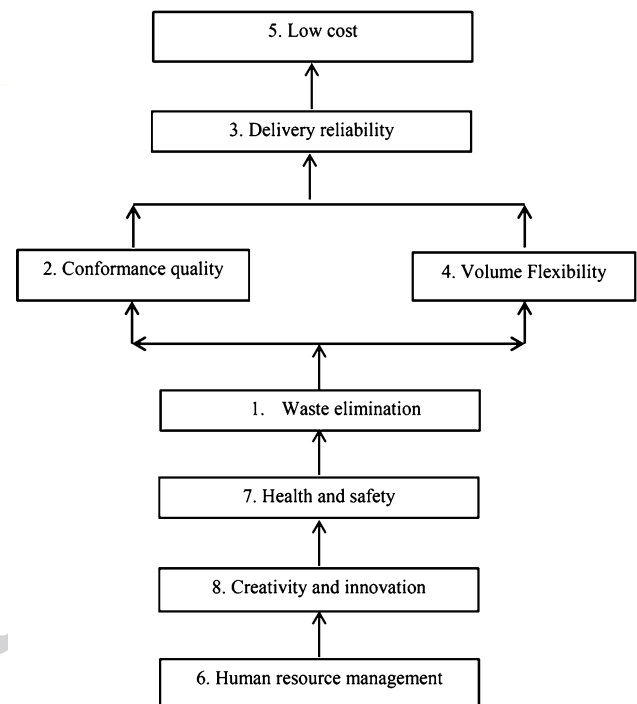 5. Low cost
3. Delivery reliability
2. Conformance quality
4. Volume Flexibility
1. Waste elimination
7. Health and safety
8. Creativity and innovation
6. Human resource management